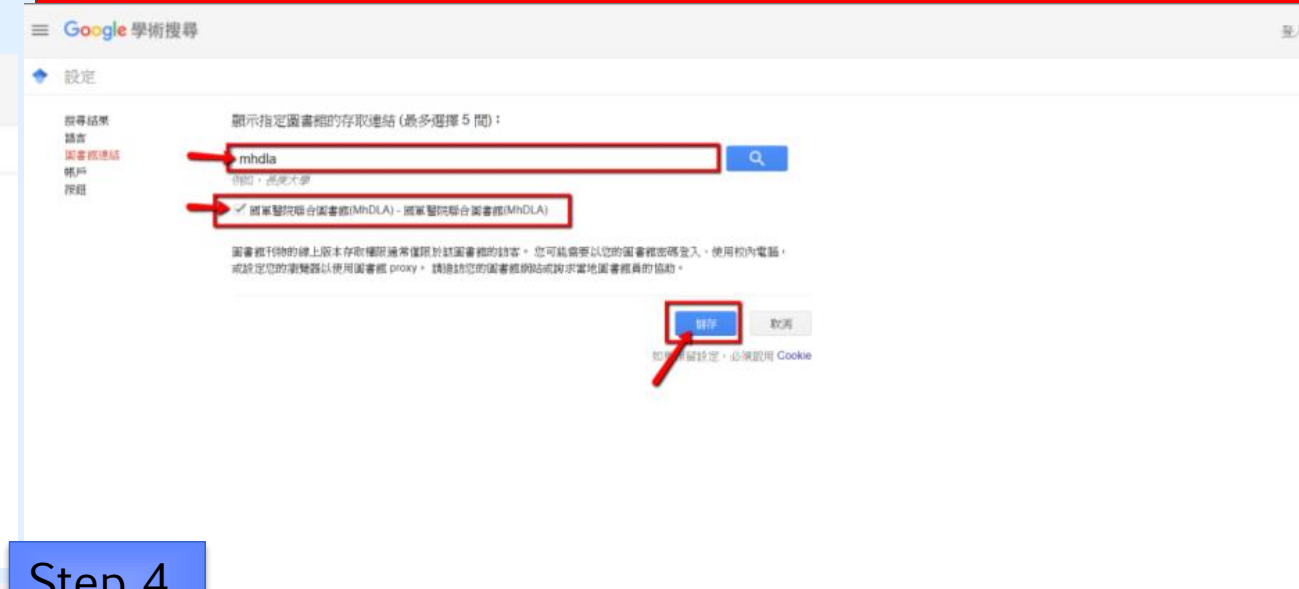 Google 學術搜尋
登入
設定
搜尋結果
語言
圖書館連結
帳戶
按鈕
顯示指定圖書館的存取連結 (最多選擇 5 間)：
mhdla
例如，長庚大學
國軍醫院聯合圖書館(MhDLA) - 國軍醫院聯合圖書館(MhDLA)
圖書館刊物的線上版本存取權限通常僅限於該圖書館的訪客。 您可能需要以您的圖書館密碼登入、使用校內電腦，
或設定您的瀏覽器以使用圖書館 proxy。 請造訪您的圖書館網站或詢求當地圖書館員的協助。
儲存 取消
如要保留設定，必須啟用 Cookie
Step 4